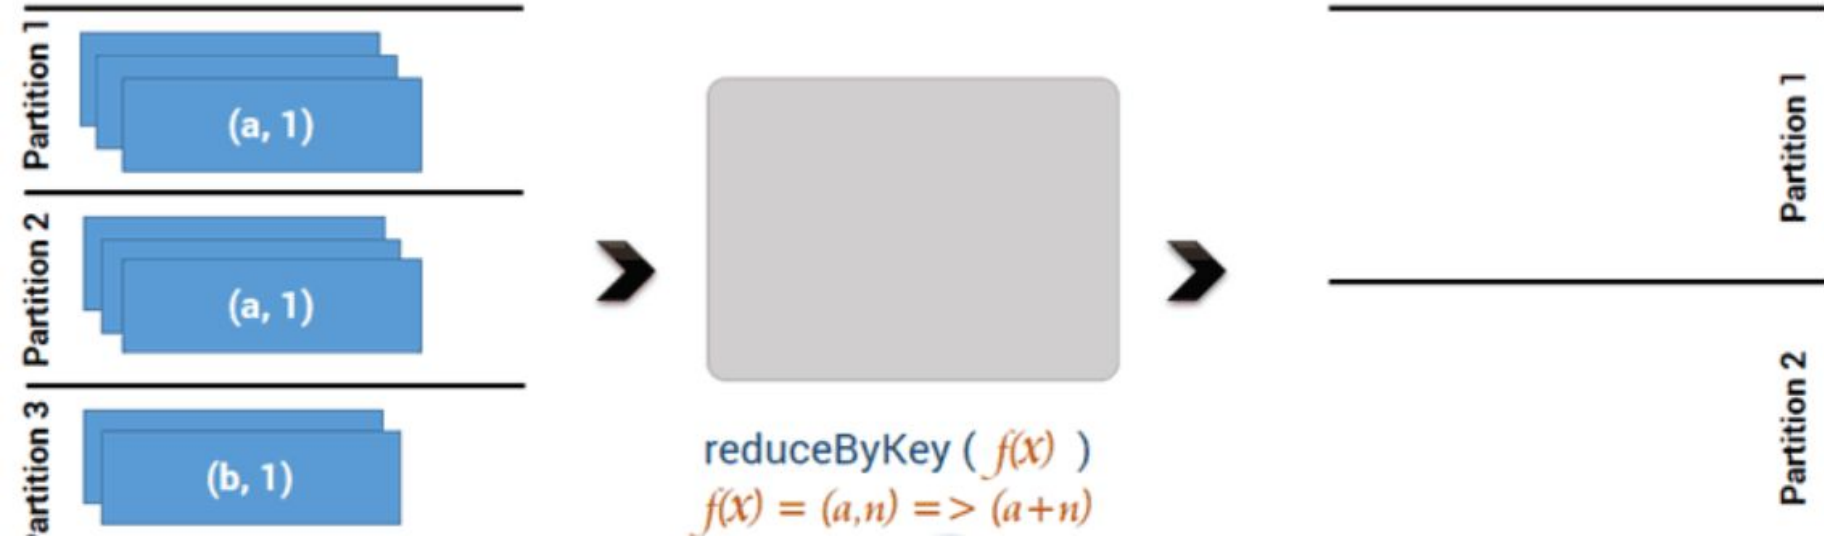 Partition 1
(a, 1)
Partition 2
(a, 1)
Partition 3
(b, 1)
reduceByKey ( f(x) )
f(x) = (a,n) => (a+n)
Partition 1
Partition 2